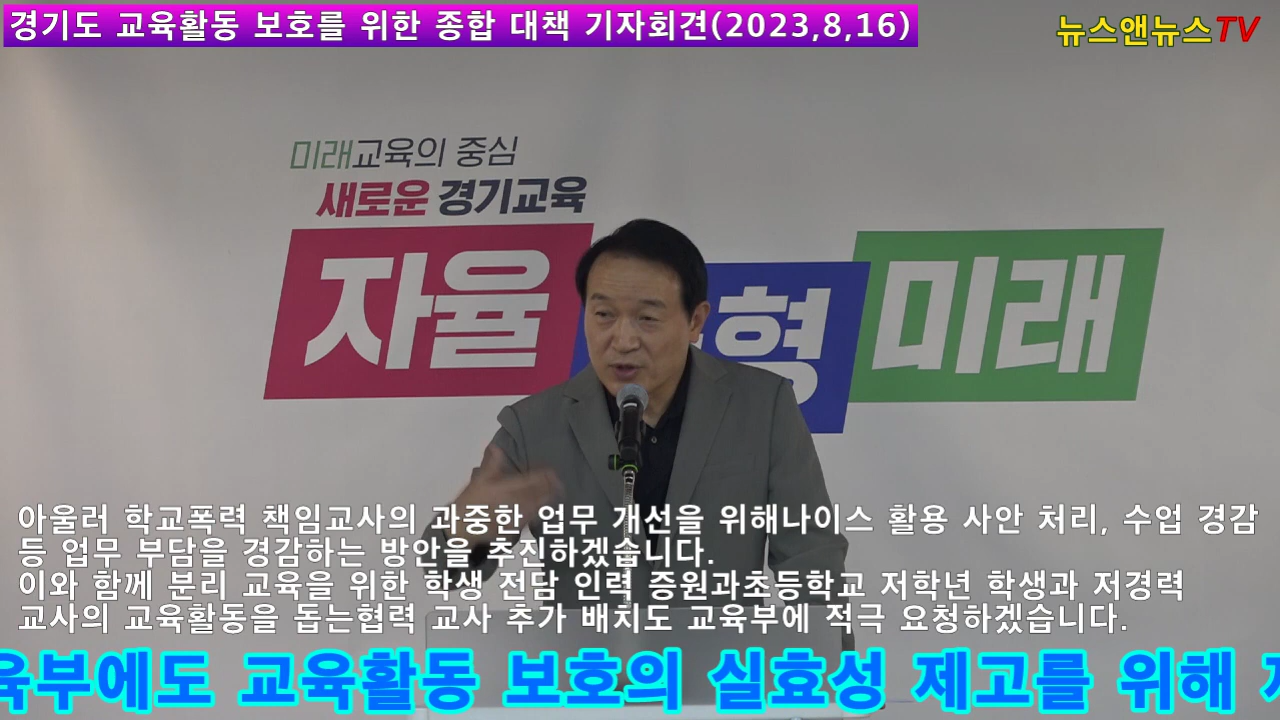 경기도 교육활동 보호를 위한 종합 대책 기자회견(2023,8,16)
뉴스앤뉴스TV
미래교육의 중심
새로운 경기교육
자율
형
미래
아울러 학교폭력 책임교사의 과중한 업무 개선을 위해나이스 활용 사안 처리, 수업 경감
등 업무 부담을 경감하는 방안을 추진하겠습니다.
이와 함께 분리 교육을 위한 학생 전담 인력 증원과초등학교 저학년 학생과 저경력
교사의 교육활동을 돕는협력 교사 추가 배치도 교육부에 적극 요청하겠습니다.
육부에도 교육활동 보호의 실효성 제고를 위해